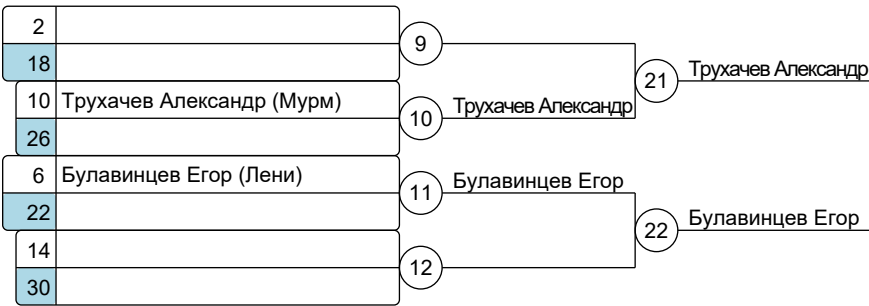 2
9
18
21 Трухачев Александр
10 Трухачев Александр (Мурм)
10 Трухачев Александр
26
6 Булавинцев Егор (Лени)
11 Булавинцев Егор
22
22 Булавинцев Егор
14
12
30